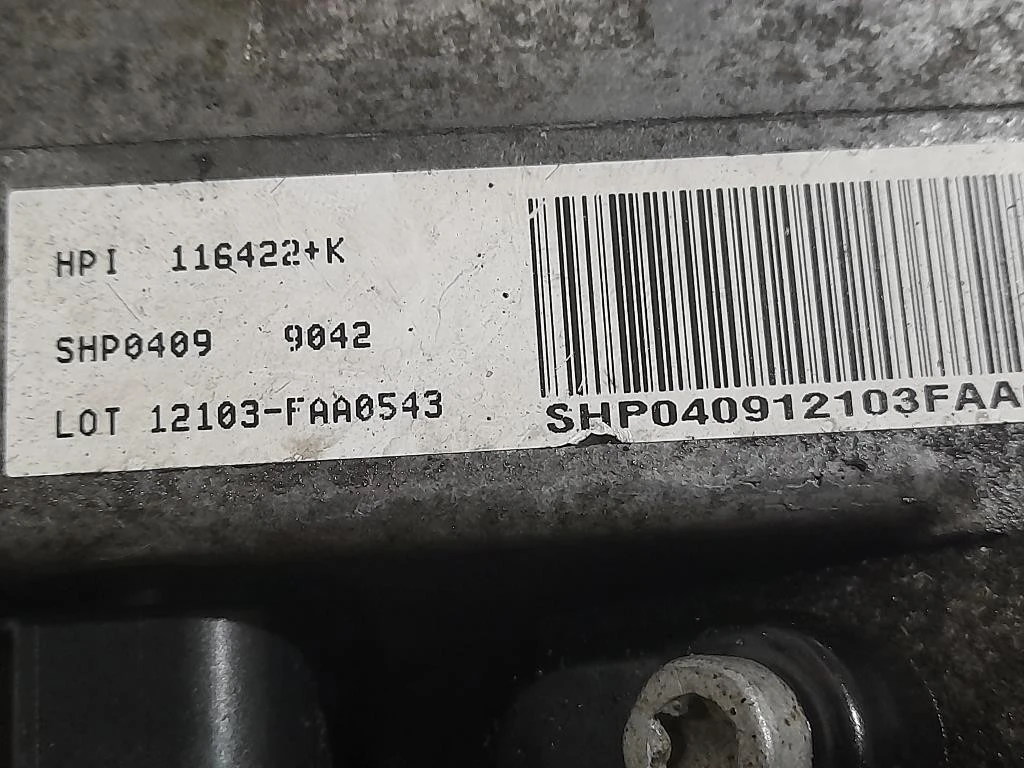 HPI 116422+K
SHP0409 9042
LOT 12103-FAA0543
SHP040912103FAA